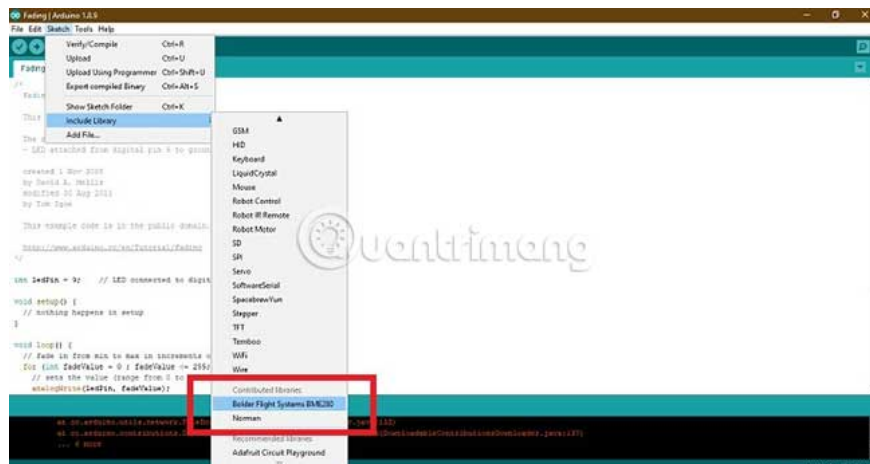 Fading | Arduino 1.8.9
File Edit Sketch Tools Help
Verify/Compile Ctrl+R
Upload Ctrl+U
Upload Using Programmer Ctrl+Shift+U
Export compiled Binary Ctrl+Alt+S
Show Sketch Folder Ctrl+K
Include Library
Add File...
Fading
GSM
HID
Keyboard
LiquidCrystal
Mouse
Robot Control
Robot IR Remote
Robot Motor
SD
SPI
Servo
SoftwareSerial
SpacebrewYun
Stepper
TFT
Temboo
WiFi
Wire
Contributed libraries
Bolder Flight Systems BME280
Norman
Recommended libraries
Adafruit Circuit Playground
This
- LED attached from digital pin 9 to ground
created 1 Nov 2008
by David A. Mellis
modified 30 Aug 2011
by Tom Igoe
This example code is in the public domain.
http://www.arduino.cc/en/Tutorial/Fading
*/
int ledPin = 9; // LED connected to digit
void setup() {
// nothing happens in setup
}
void loop() {
// fade in from min to max in increments o
for (int fadeValue = 0 ; fadeValue <= 255;
// sets the value (range from 0 to
analogWrite(ledPin, fadeValue);
... 6 more
Quantrimang